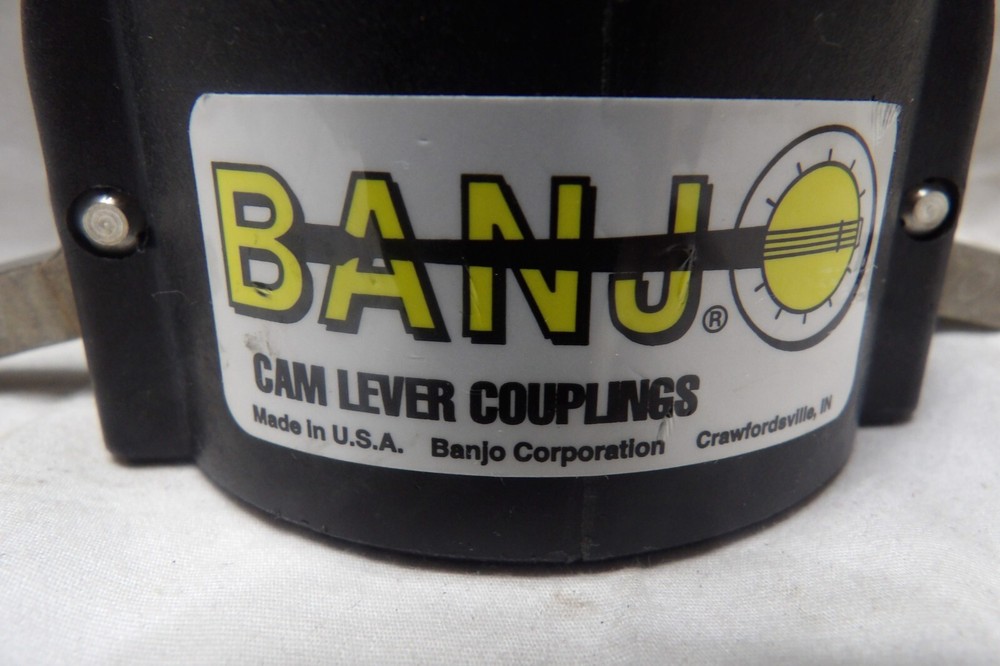 BANJO®
CAM LEVER COUPLINGS
Made in U.S.A. Banjo Corporation Crawfordsville, IN